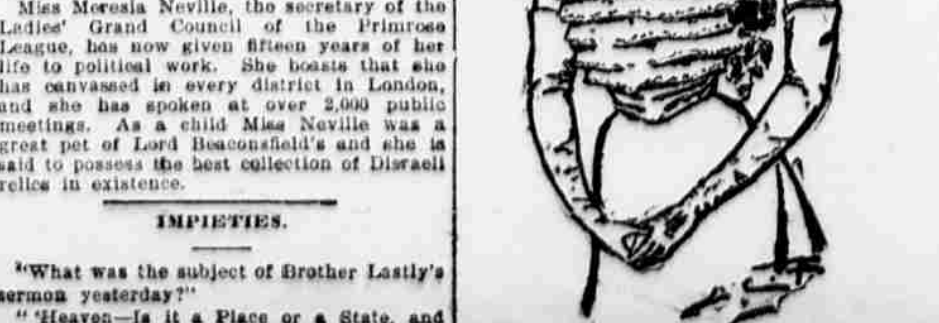 Miss Meresia Neville, the secretary of the
Ladies' Grand Council of the Primrose
League, has now given fifteen years of her
life to political work. She boasts that she
has canvassed in every district in London,
and she has spoken at over 2,000 public
meetings. As a child Miss Neville was a
great pet of Lord Beaconsfield's and she is
said to possess the best collection of Disraeli
relics in existence.
IMPIETIES.
"What was the subject of Brother Lastly's
sermon yesterday?"
"'Heaven—Is it a Place or a State, and